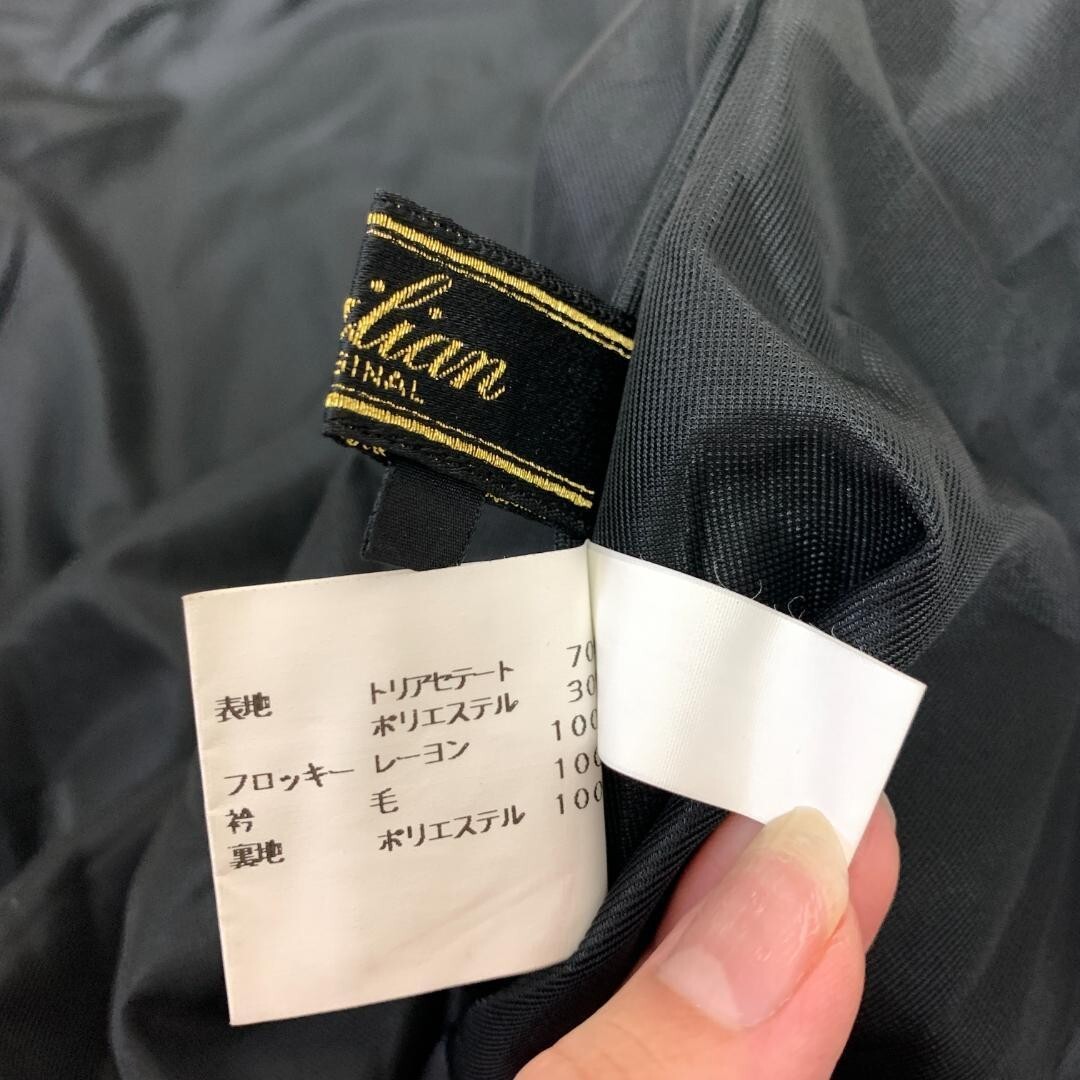 silian
GINAL
表地 トリアセテート 70
ポリエステル 30
フロッキー レーヨン 100
衿 毛 100
裏地 ポリエステル 100